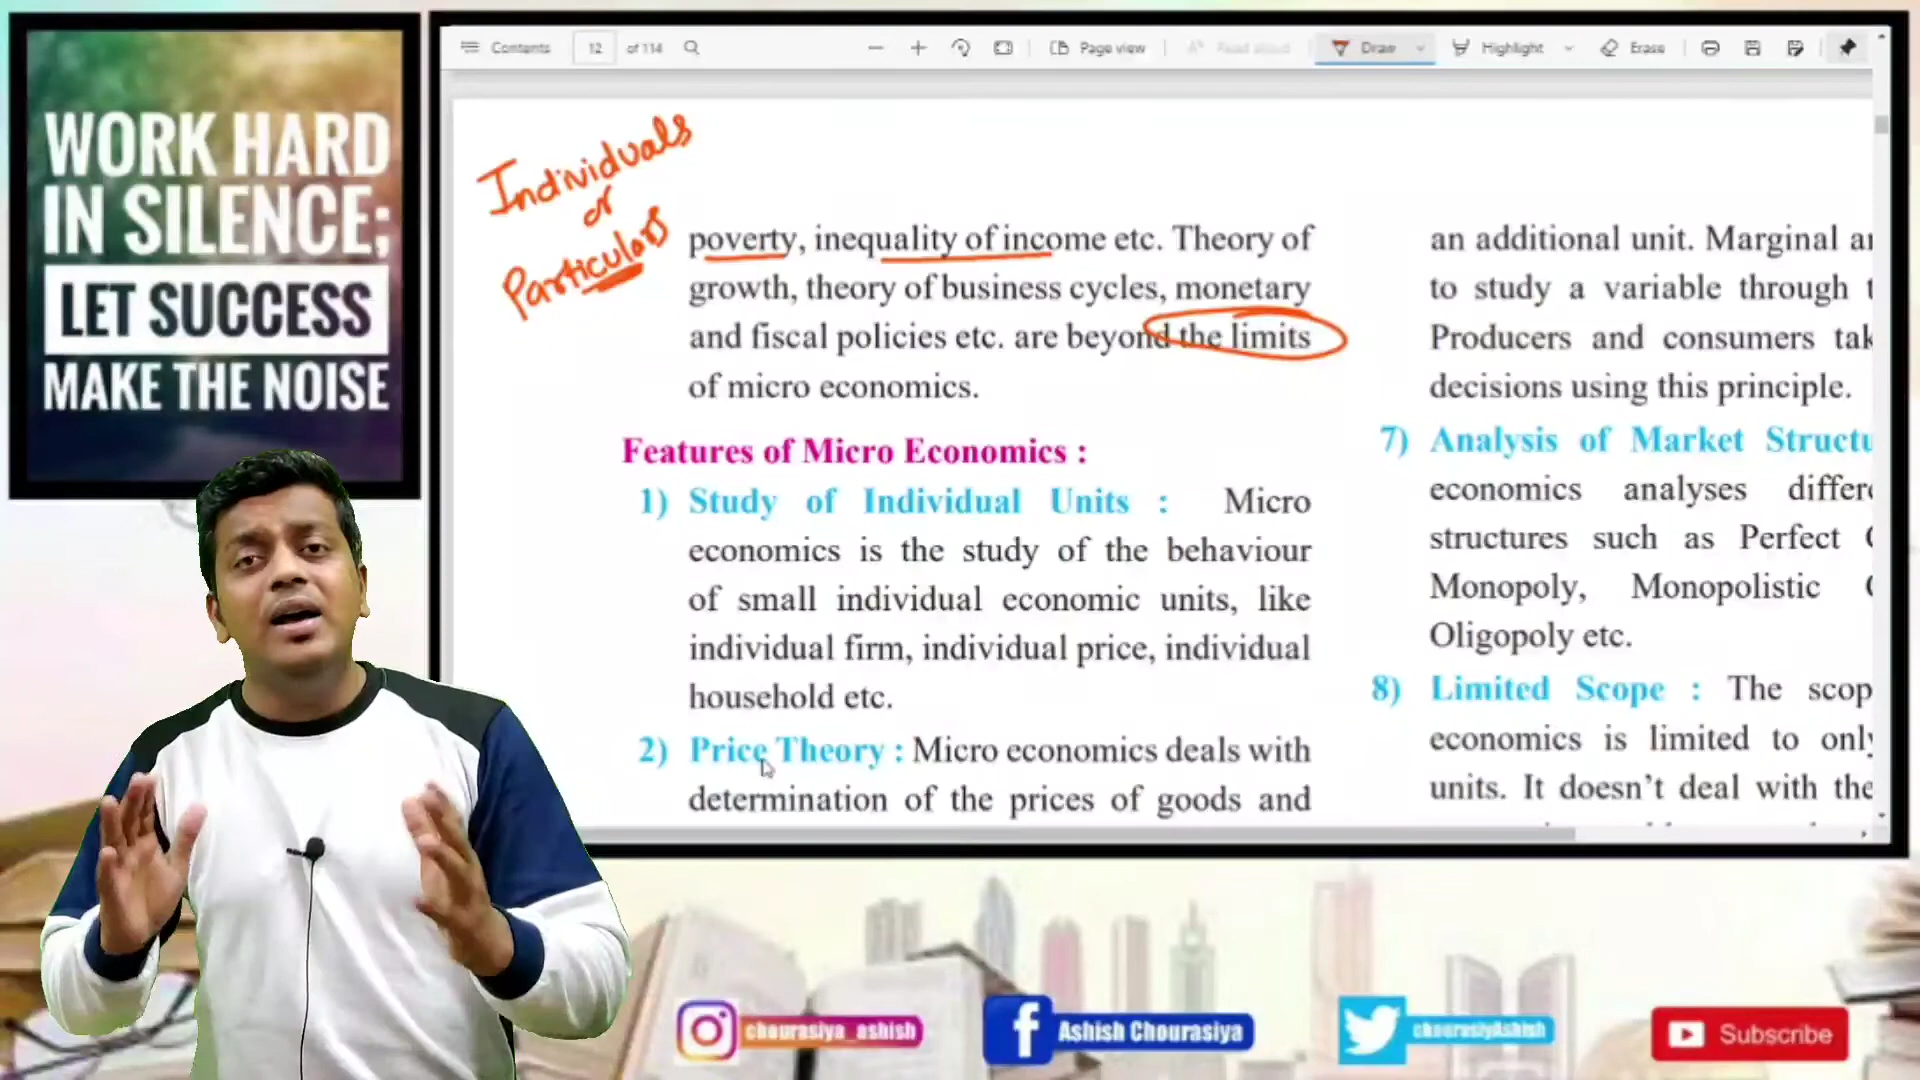 WORK HARD
IN SILENCE;
LET SUCCESS
MAKE THE NOISE
Contents 12 of 114 Page view Read aloud Draw Highlight Erase
Individuals
or
Particulars
poverty, inequality of income etc. Theory of
growth, theory of business cycles, monetary
and fiscal policies etc. are beyond the limits
of micro economics.
Features of Micro Economics :
1) Study of Individual Units : Micro
economics is the study of the behaviour
of small individual economic units, like
individual firm, individual price, individual
household etc.
2) Price Theory : Micro economics deals with
determination of the prices of goods and
an additional unit. Marginal
to study a variable through
Producers and consumers
decisions using this principle.
7) Analysis of Market
economics analyses
structures such as Perfect
Monopoly, Monopolistic
Oligopoly etc.
8) Limited Scope : The
economics is limited to
units. It doesn't deal with
chourasiya_ashish
Ashish Chourasiya
chourasiyAshish
Subscribe